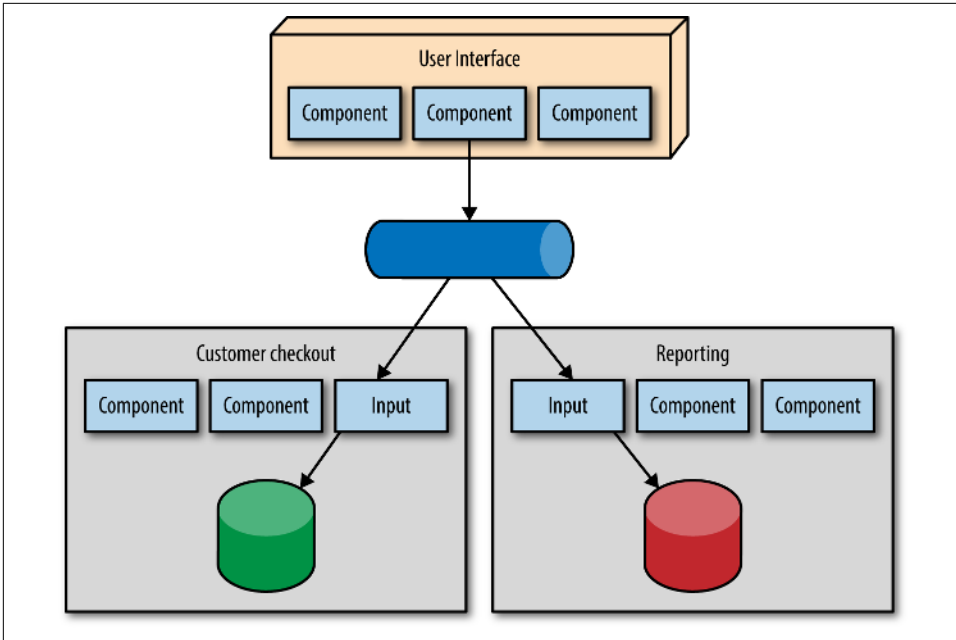 User Interface
Component Component Component
Customer checkout
Component Component Input
Reporting
Input Component Component